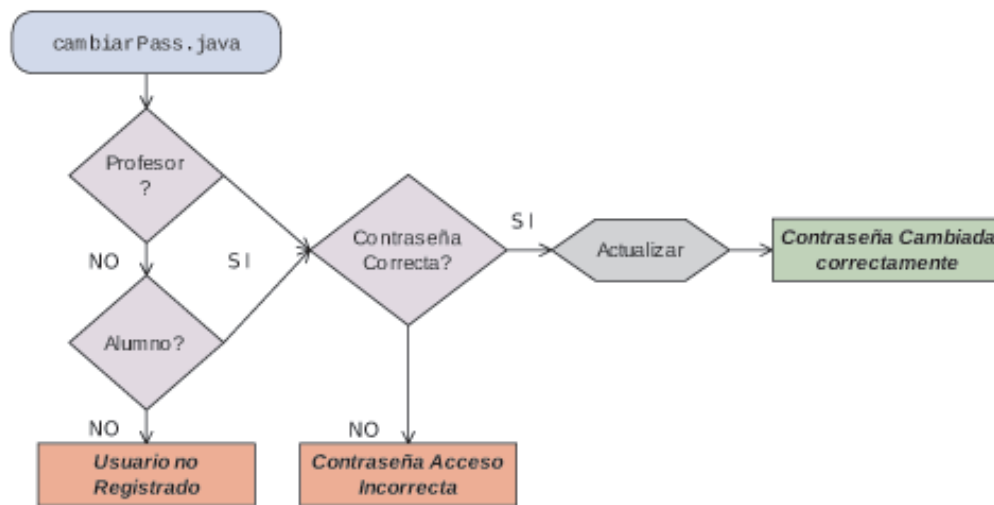 cambiarPass.java
Profesor
?
NO
SI
Alumno?
NO
Usuario no
Registrado
Contraseña
Correcta?
SI
Actualizar
Contraseña Cambiada
correctamente
NO
Contraseña Acceso
Incorrecta